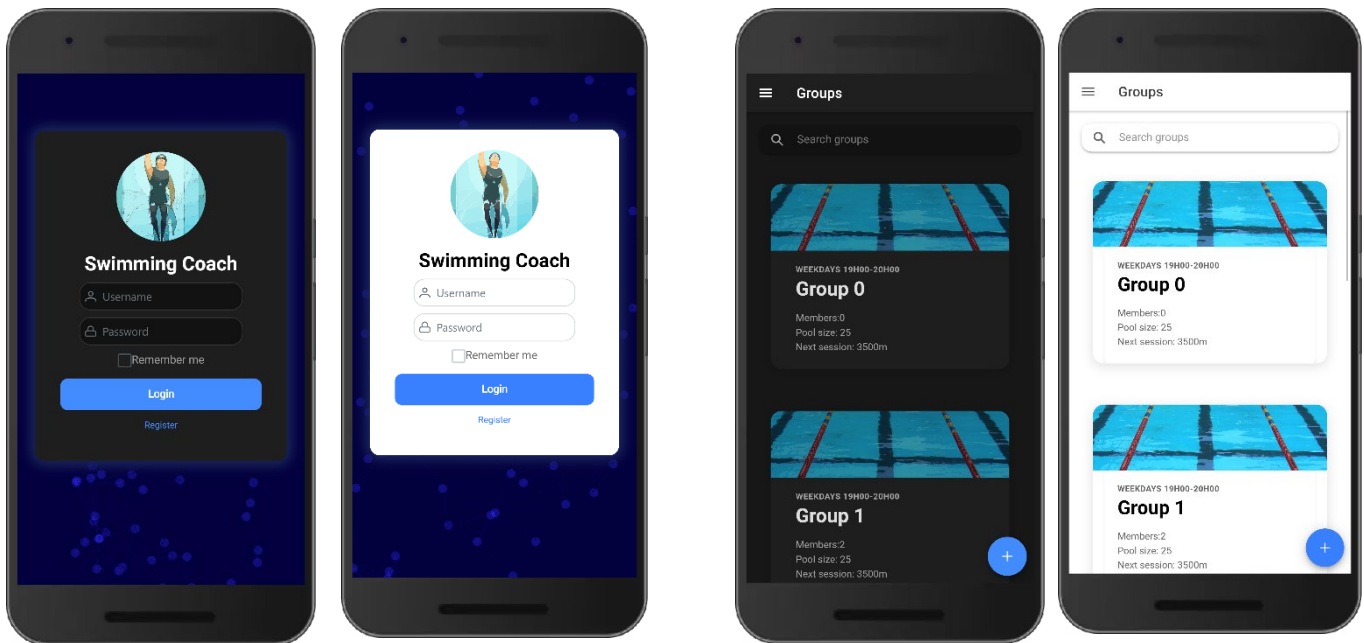 Swimming Coach
Username
Password
Remember me
Login
Register
Swimming Coach
Username
Password
Remember me
Login
Register
Groups
Search groups
WEEKDAYS 19H00-20H00
Group 0
Members:0
Pool size: 25
Next session: 3500m
WEEKDAYS 19H00-20H00
Group 1
Members:2
Pool size: 25
Next session: 3500m
+
Groups
Search groups
WEEKDAYS 19H00-20H00
Group 0
Members:0
Pool size: 25
Next session: 3500m
WEEKDAYS 19H00-20H00
Group 1
Members:2
Pool size: 25
Next session: 3500m
+